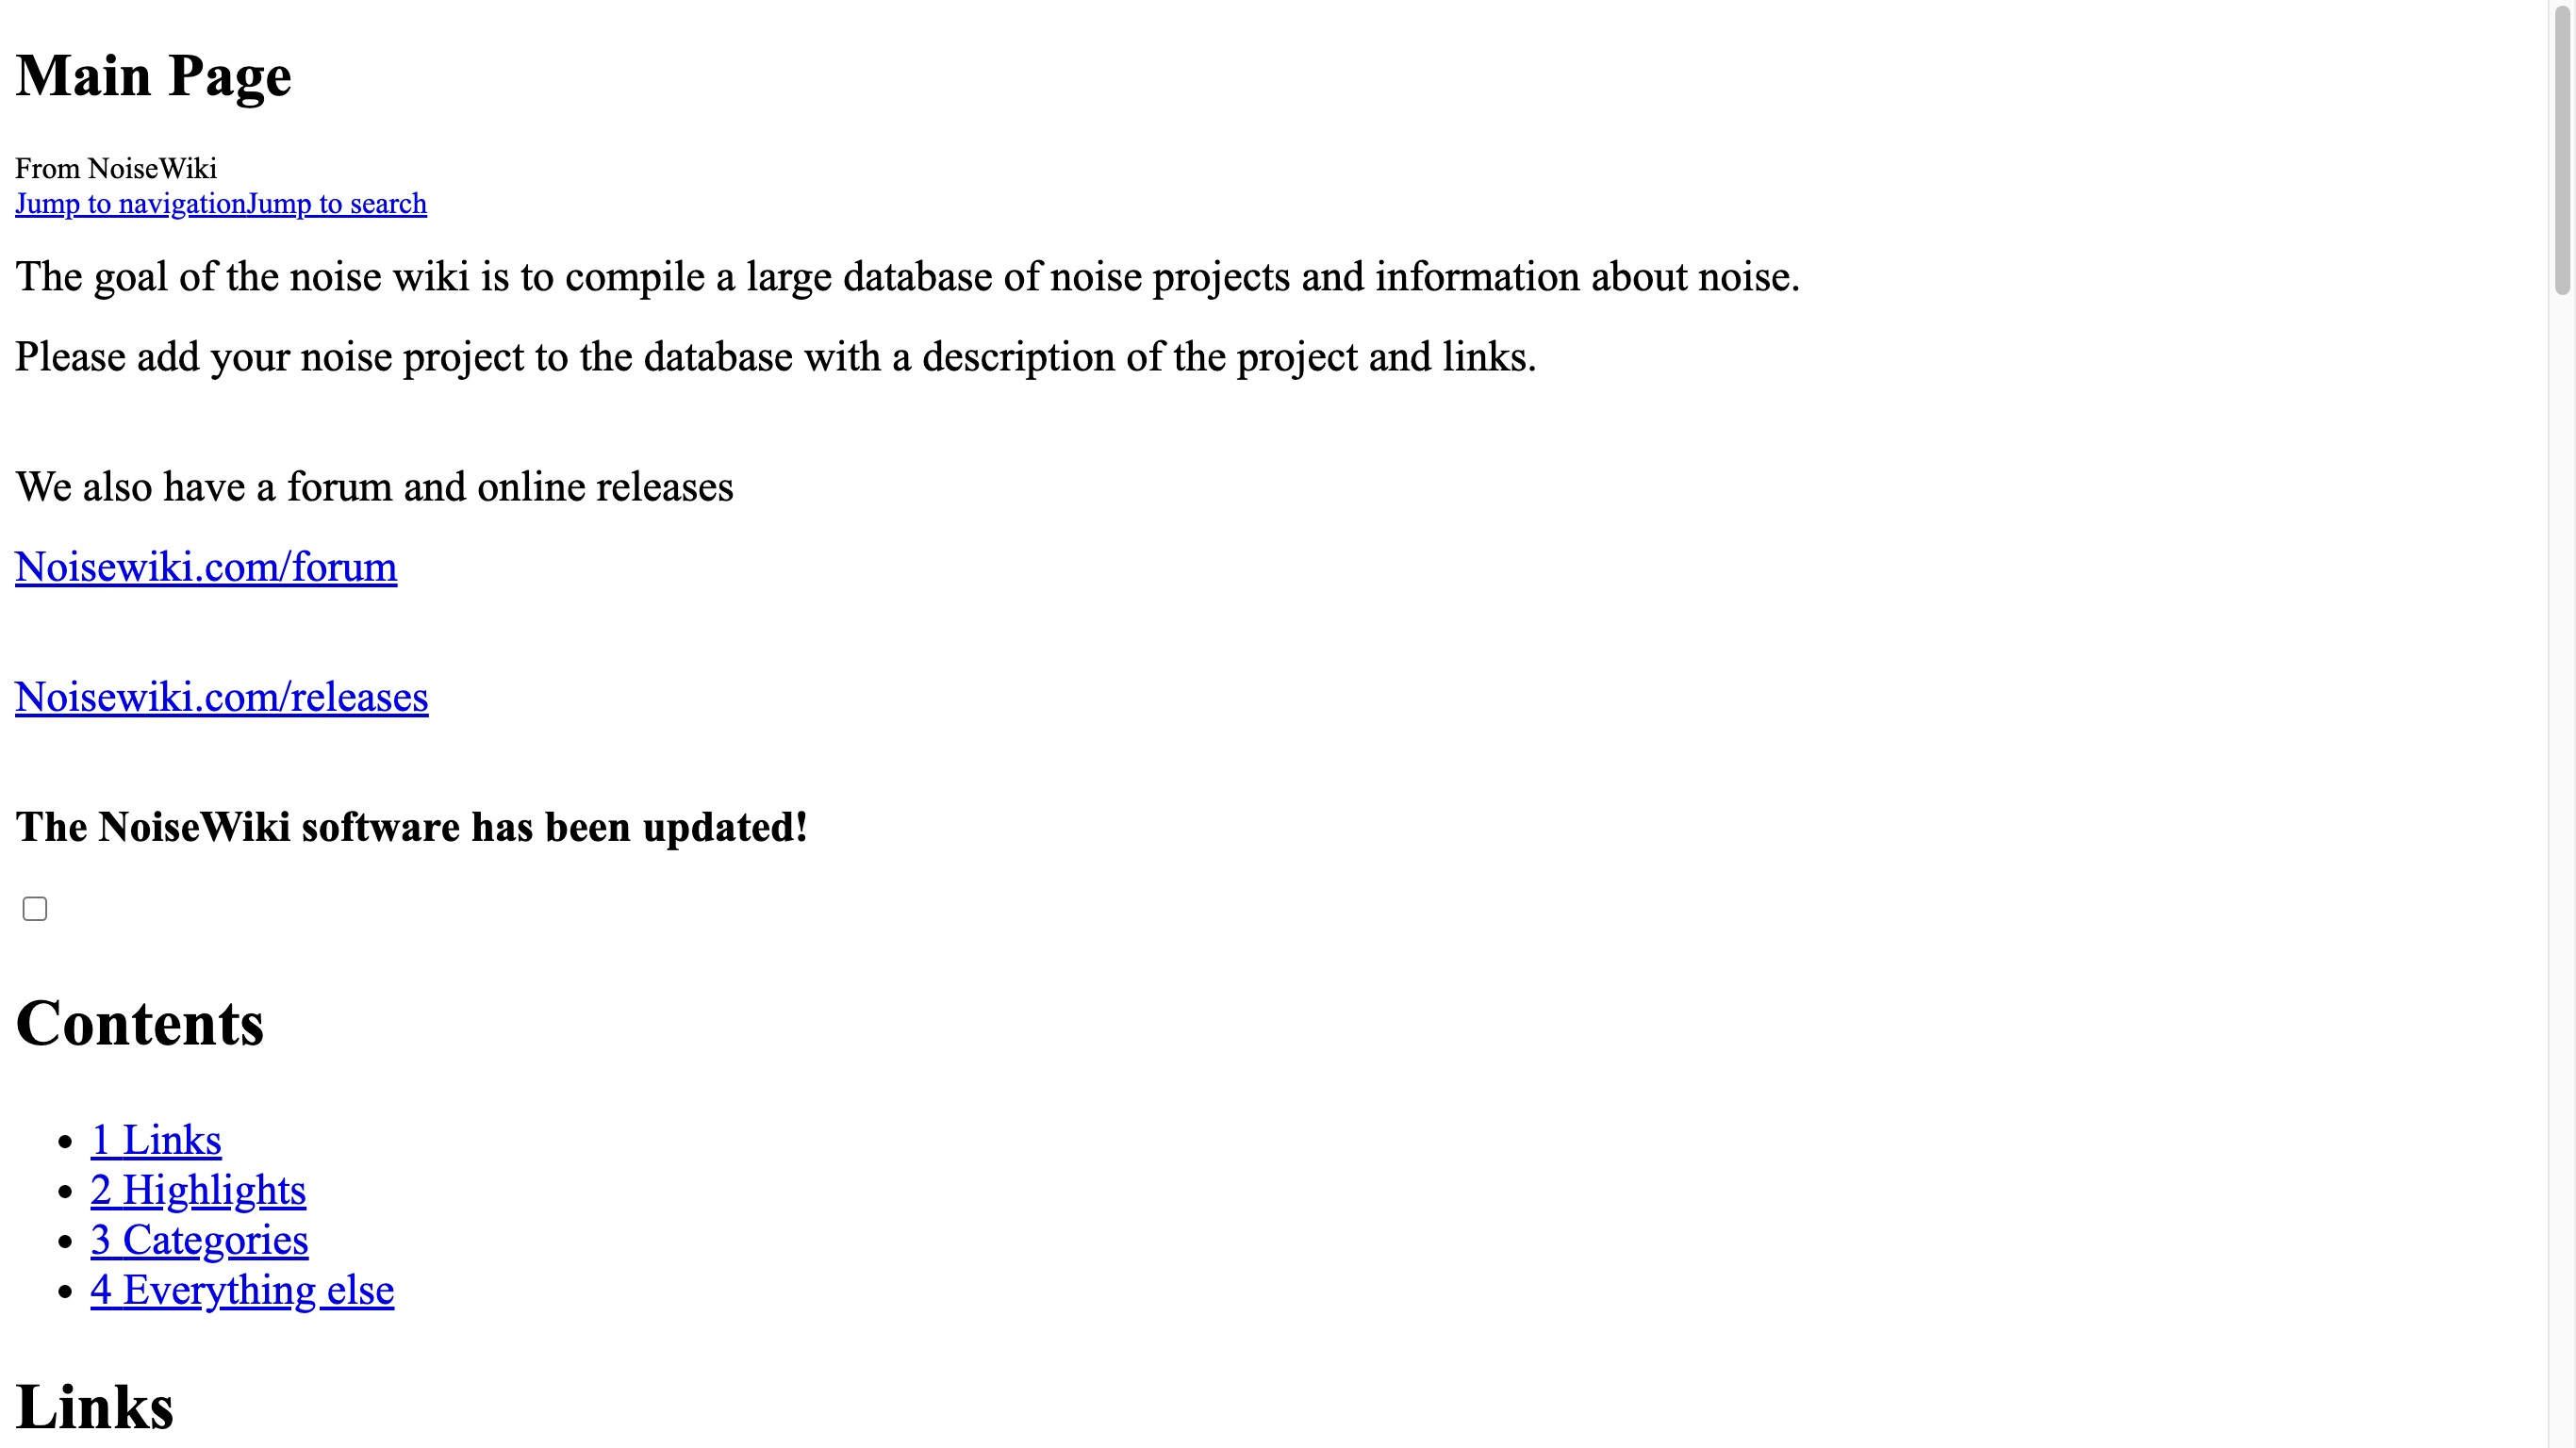 Main Page
From NoiseWiki
Jump to navigationJump to search
The goal of the noise wiki is to compile a large database of noise projects and information about noise.
Please add your noise project to the database with a description of the project and links.
We also have a forum and online releases
Noisewiki.com/forum
Noisewiki.com/releases
The NoiseWiki software has been updated!
Contents
1 Links
2 Highlights
3 Categories
4 Everything else
Links